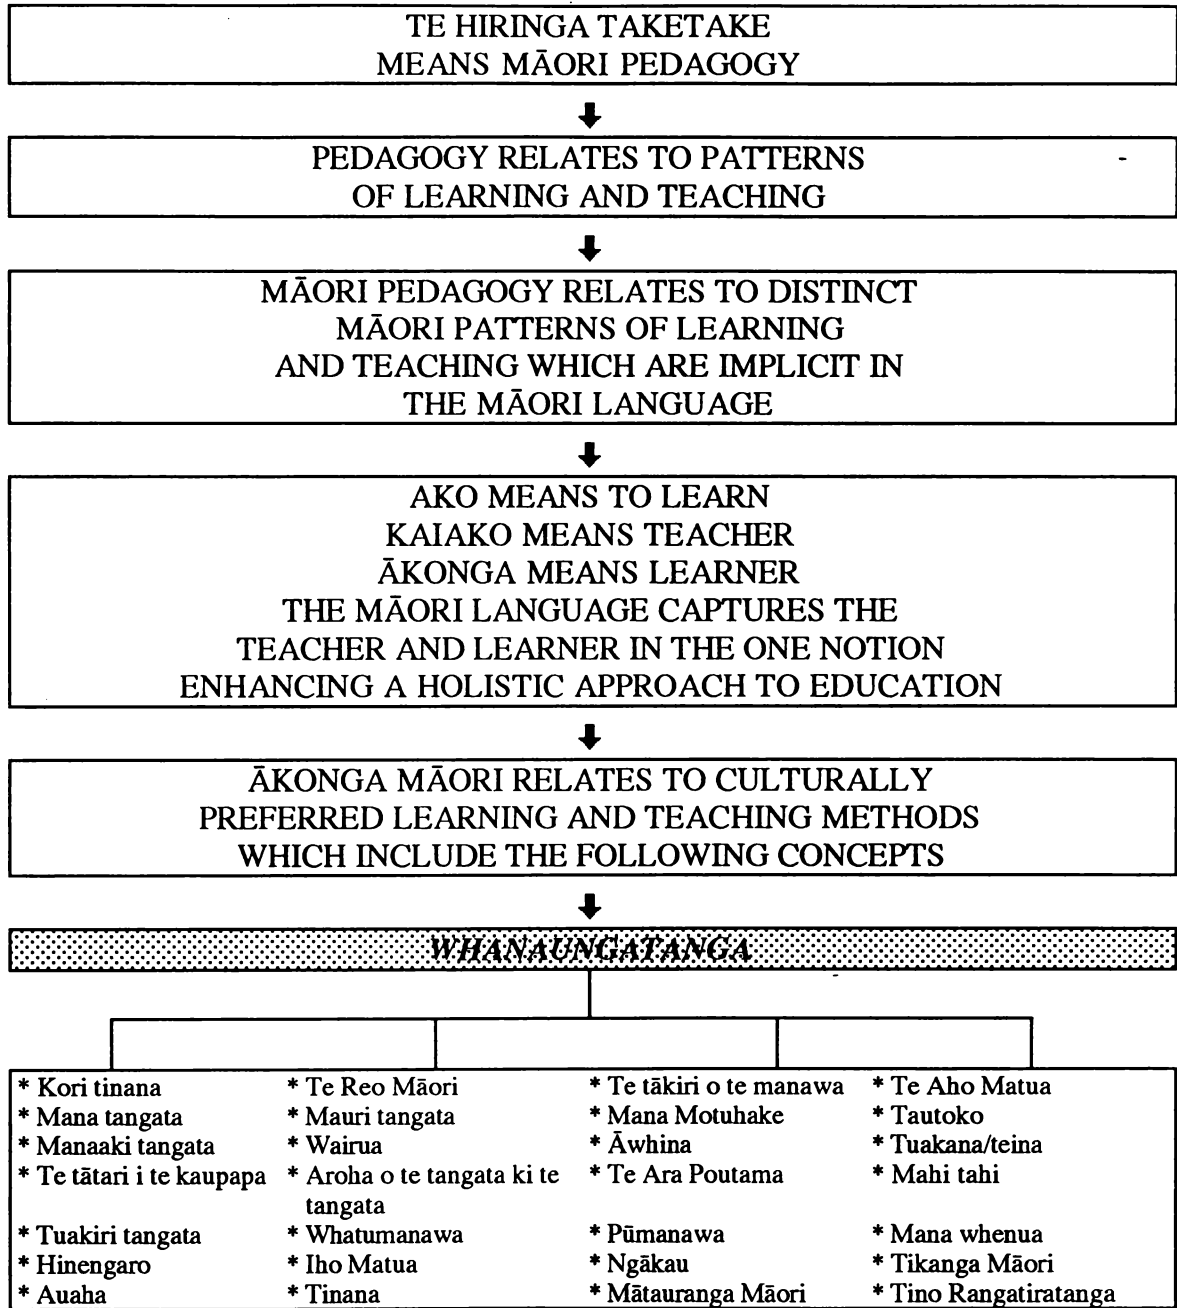 TE HIRINGA TAKETAKE
MEANS MĀORI PEDAGOGY
PEDAGOGY RELATES TO PATTERNS
OF LEARNING AND TEACHING
MĀORI PEDAGOGY RELATES TO DISTINCT
MĀORI PATTERNS OF LEARNING
AND TEACHING WHICH ARE IMPLICIT IN
THE MĀORI LANGUAGE
AKO MEANS TO LEARN
KAIAKO MEANS TEACHER
ĀKONGA MEANS LEARNER
THE MĀORI LANGUAGE CAPTURES THE
TEACHER AND LEARNER IN THE ONE NOTION
ENHANCING A HOLISTIC APPROACH TO EDUCATION
ĀKONGA MĀORI RELATES TO CULTURALLY
PREFERRED LEARNING AND TEACHING METHODS
WHICH INCLUDE THE FOLLOWING CONCEPTS
WHANAUNGATANGA
* Kori tinana
* Mana tangata
* Manaaki tangata
* Te tātari i te kaupapa
* Tuakiri tangata
* Hinengaro
* Auaha
* Te Reo Māori
* Mauri tangata
* Wairua
* Aroha o te tangata ki te
tangata
* Whatumanawa
* Iho Matua
* Tinana
* Te tākiri o te manawa
* Mana Motuhake
* Āwhina
* Te Ara Poutama
* Pūmanawa
* Ngākau
* Mātauranga Māori
* Te Aho Matua
* Tautoko
* Tuakana/teina
* Mahi tahi
* Mana whenua
* Tikanga Māori
* Tino Rangatiratanga